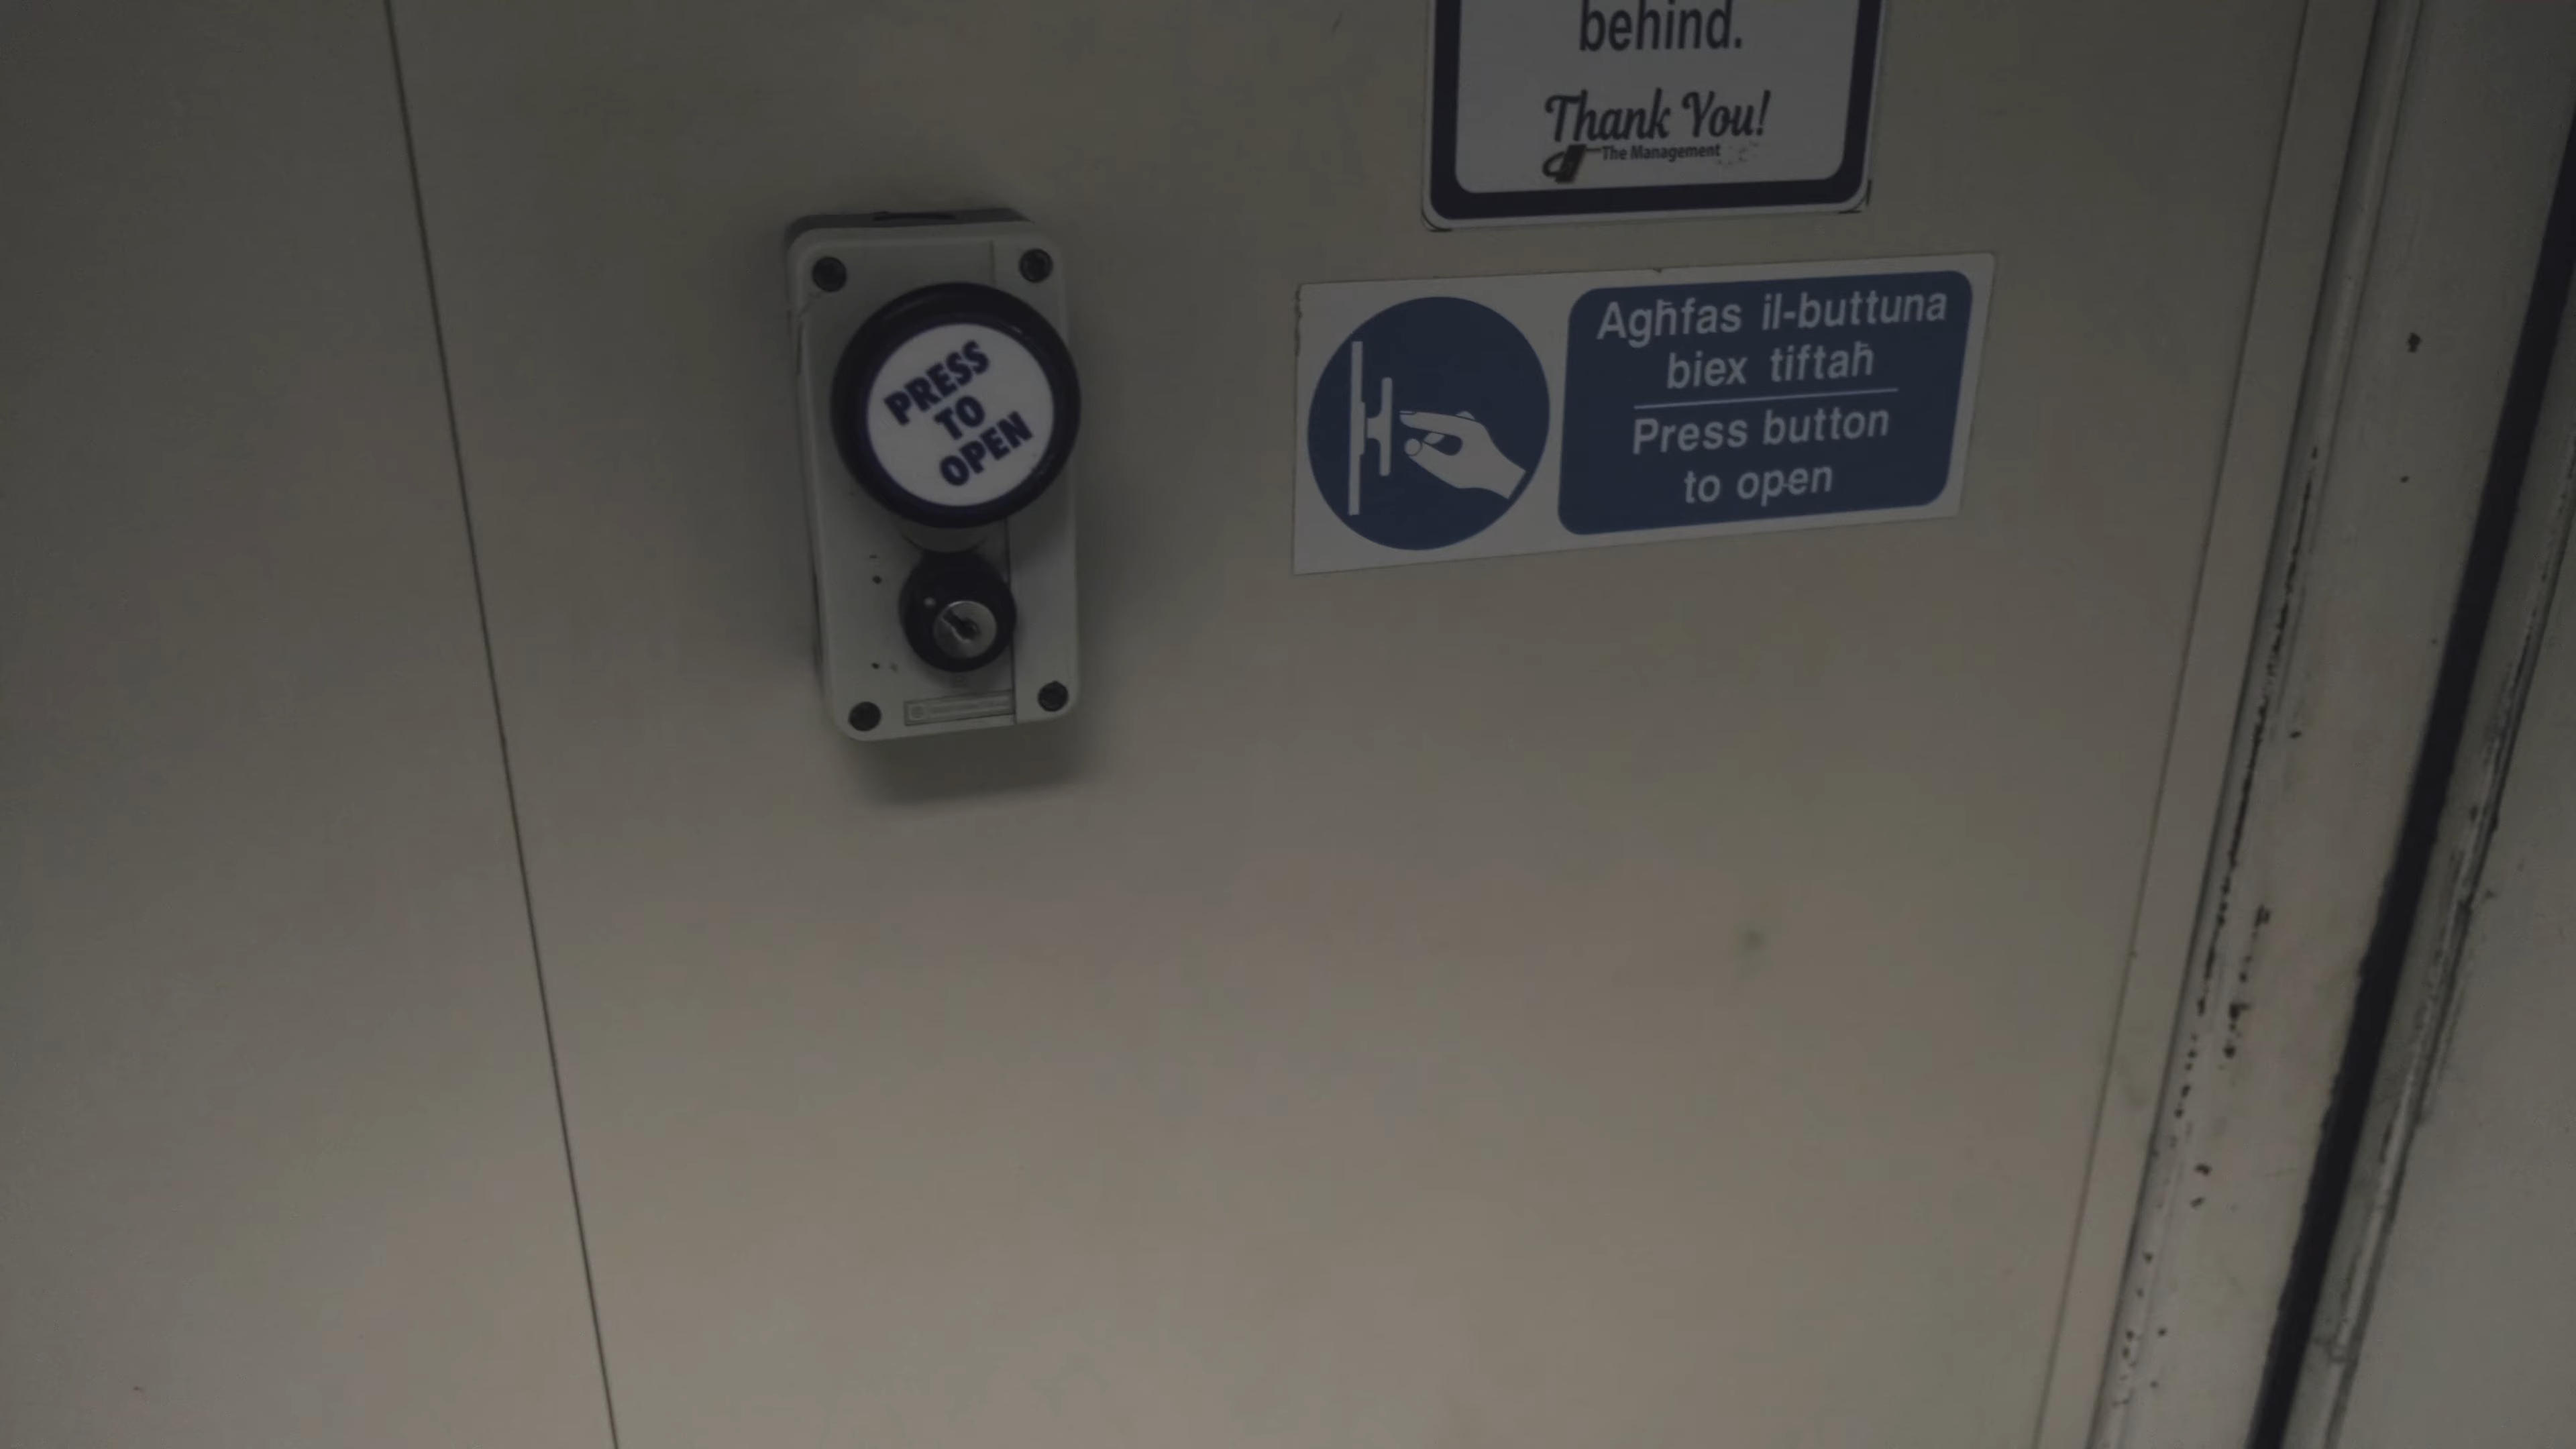 behind.
Thank You!
The Management
PRESS
TO
OPEN
Agħfas il-buttuna
biex tiftaħ
Press button
to open